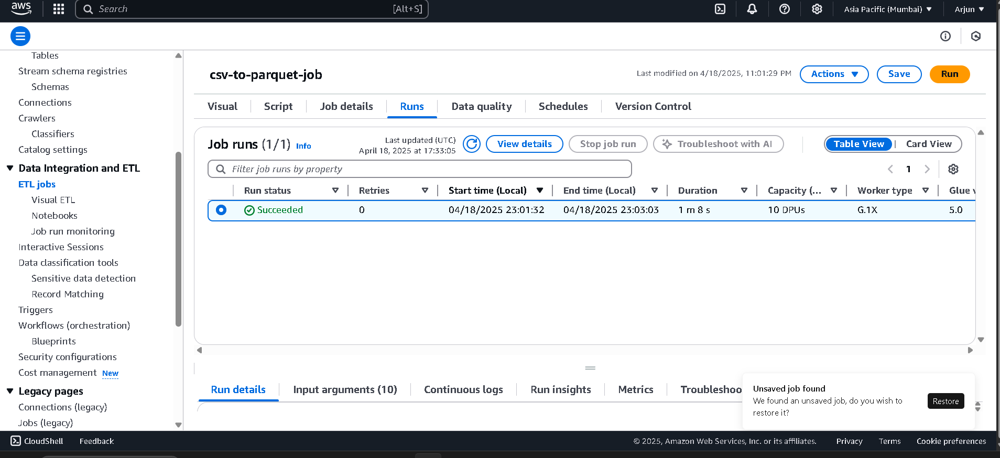 aws
Search [Alt+S]
Asia Pacific (Mumbai)
Arjun
Tables
Stream schema registries
Schemas
Connections
Crawlers
Classifiers
Catalog settings
Data Integration and ETL
ETL jobs
Visual ETL
Notebooks
Job run monitoring
Interactive Sessions
Data classification tools
Sensitive data detection
Record Matching
Triggers
Workflows (orchestration)
Blueprints
Security configurations
Cost management New
Legacy pages
Connections (legacy)
Jobs (legacy)
csv-to-parquet-job
Last modified on 4/18/2025, 11:01:29 PM
Actions
Save
Run
Visual Script Job details Runs Data quality Schedules Version Control
Job runs (1/1) Info
Last updated (UTC)
April 18, 2025 at 17:33:05
View details
Stop job run
Troubleshoot with AI
Table View Card View
Filter job runs by property
1
Run status Retries Start time (Local) End time (Local) Duration Capacity (... Worker type Glue v
Succeeded 0 04/18/2025 23:01:32 04/18/2025 23:03:03 1 m 8 s 10 DPUs G.1X 5.0
Run details Input arguments (10) Continuous logs Run insights Metrics Troubleshoo
Unsaved job found
We found an unsaved job, do you wish to
restore it?
Restore
CloudShell Feedback
© 2025, Amazon Web Services, Inc. or its affiliates. Privacy Terms Cookie preferences